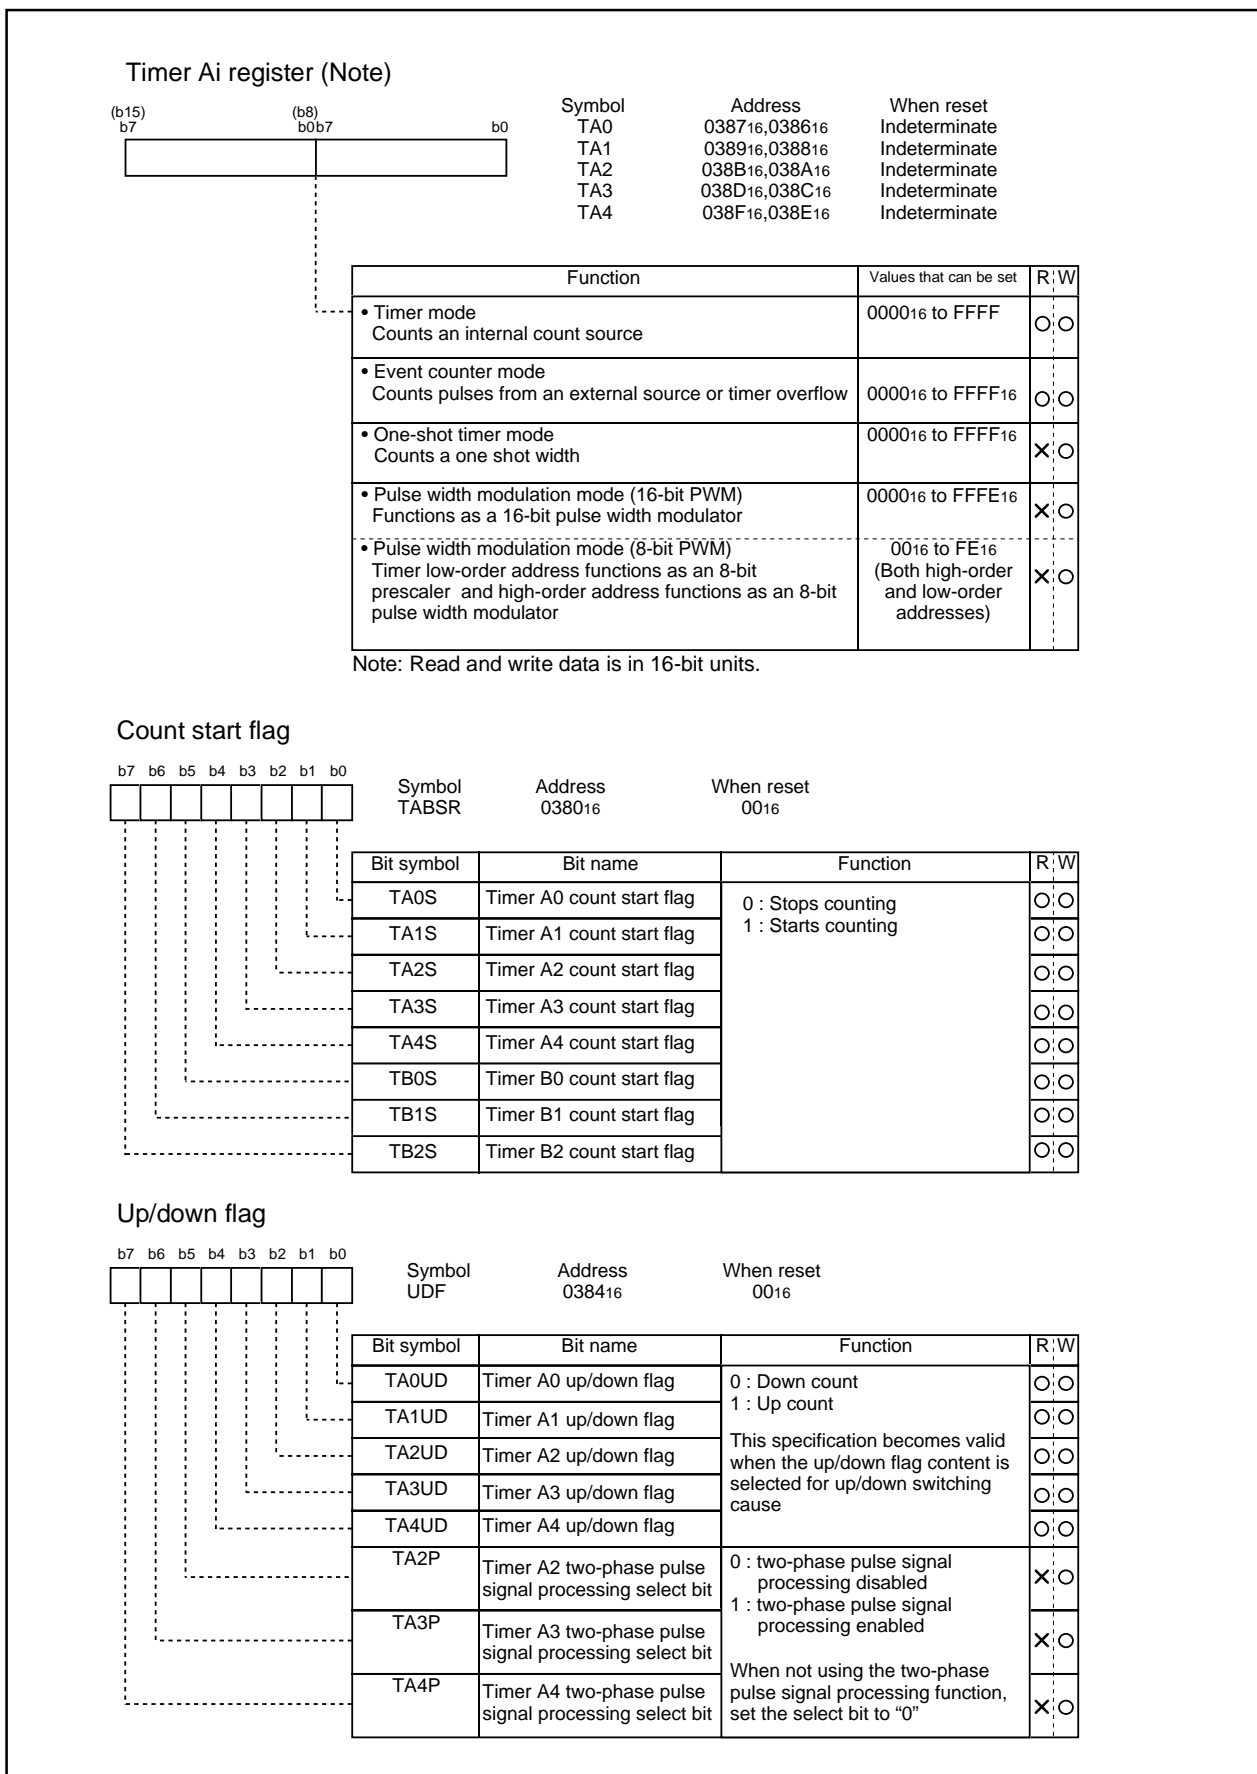 Timer Ai register (Note)
(b15) (b8)
b7 b0 b7 b0
Symbol Address When reset
TA0 038716,038616 Indeterminate
TA1 038916,038816 Indeterminate
TA2 038B16,038A16 Indeterminate
TA3 038D16,038C16 Indeterminate
TA4 038F16,038E16 Indeterminate
Function Values that can be set R W
• Timer mode 000016 to FFFF
Counts an internal count source
• Event counter mode
Counts pulses from an external source or timer overflow 000016 to FFFF16
• One-shot timer mode 000016 to FFFF16
Counts a one shot width
• Pulse width modulation mode (16-bit PWM) 000016 to FFFE16
Functions as a 16-bit pulse width modulator
• Pulse width modulation mode (8-bit PWM) 0016 to FE16
Timer low-order address functions as an 8-bit (Both high-order
prescaler and high-order address functions as an 8-bit and low-order
pulse width modulator addresses)
Note: Read and write data is in 16-bit units.
Count start flag
b7 b6 b5 b4 b3 b2 b1 b0
Symbol Address When reset
TABSR 038016 0016
Bit symbol Bit name Function R W
TA0S Timer A0 count start flag 0 : Stops counting
TA1S Timer A1 count start flag 1 : Starts counting
TA2S Timer A2 count start flag
TA3S Timer A3 count start flag
TA4S Timer A4 count start flag
TB0S Timer B0 count start flag
TB1S Timer B1 count start flag
TB2S Timer B2 count start flag
Up/down flag
b7 b6 b5 b4 b3 b2 b1 b0
Symbol Address When reset
UDF 038416 0016
Bit symbol Bit name Function R W
TA0UD Timer A0 up/down flag 0 : Down count
TA1UD Timer A1 up/down flag 1 : Up count
TA2UD Timer A2 up/down flag This specification becomes valid
when the up/down flag content is
TA3UD Timer A3 up/down flag selected for up/down switching
cause
TA4UD Timer A4 up/down flag
TA2P Timer A2 two-phase pulse 0 : two-phase pulse signal
signal processing select bit processing disabled
1 : two-phase pulse signal
TA3P Timer A3 two-phase pulse processing enabled
signal processing select bit
When not using the two-phase
TA4P Timer A4 two-phase pulse pulse signal processing function,
signal processing select bit set the select bit to “0”